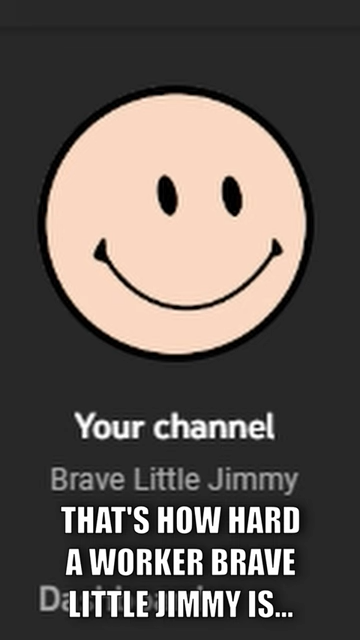 Your channel
Brave Little Jimmy
THAT'S HOW HARD
A WORKER BRAVE
LITTLE JIMMY IS...